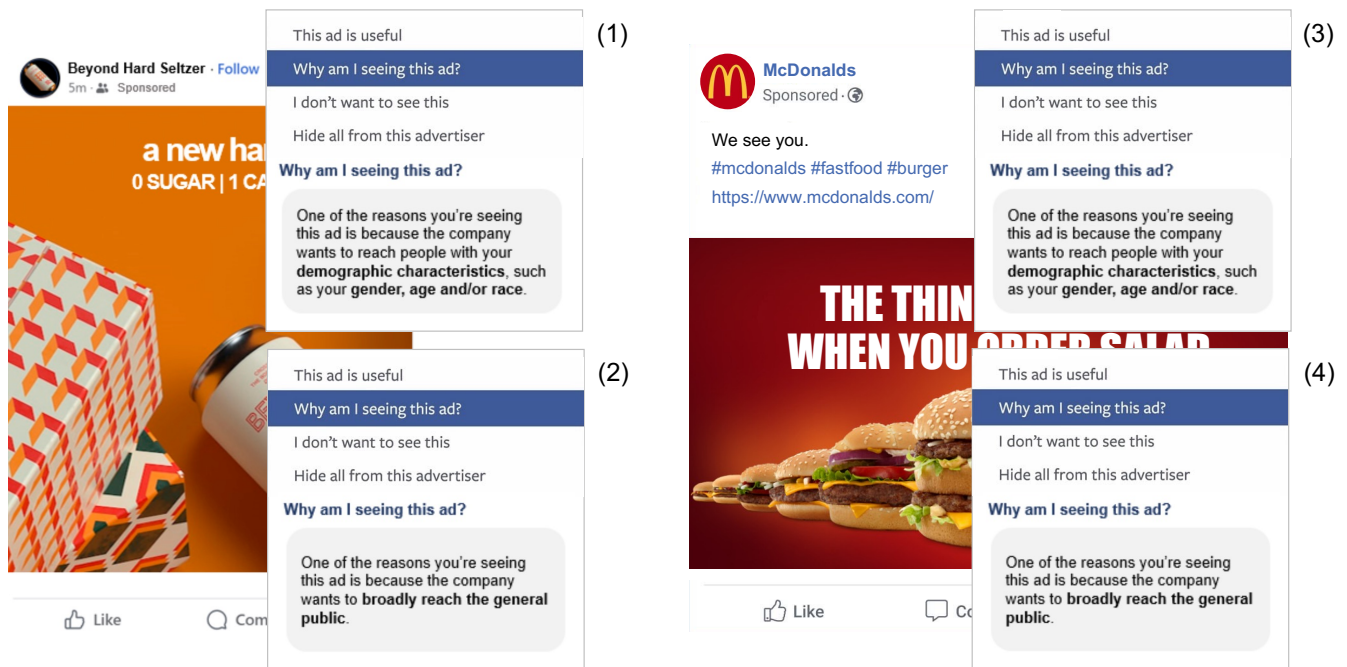 This ad is useful
(1)
Beyond Hard Seltzer · Follow
5m · Sponsored
Why am I seeing this ad?
I don't want to see this
Hide all from this advertiser
a new
0 SUGAR | 1
Why am I seeing this ad?
One of the reasons you're seeing
this ad is because the company
wants to reach people with your
demographic characteristics, such
as your gender, age and/or race.
This ad is useful
(2)
Why am I seeing this ad?
I don't want to see this
Hide all from this advertiser
Why am I seeing this ad?
One of the reasons you're seeing
this ad is because the company
wants to broadly reach the general
public.
Like
This ad is useful
(3)
McDonalds
Sponsored ·
Why am I seeing this ad?
I don't want to see this
Hide all from this advertiser
We see you.
#mcdonalds #fastfood #burger
https://www.mcdonalds.com/
Why am I seeing this ad?
One of the reasons you're seeing
this ad is because the company
wants to reach people with your
demographic characteristics, such
as your gender, age and/or race.
THE
WHEN YOU ORDER SALAD
This ad is useful
(4)
Why am I seeing this ad?
I don't want to see this
Hide all from this advertiser
Why am I seeing this ad?
One of the reasons you're seeing
this ad is because the company
wants to broadly reach the general
public.
Like